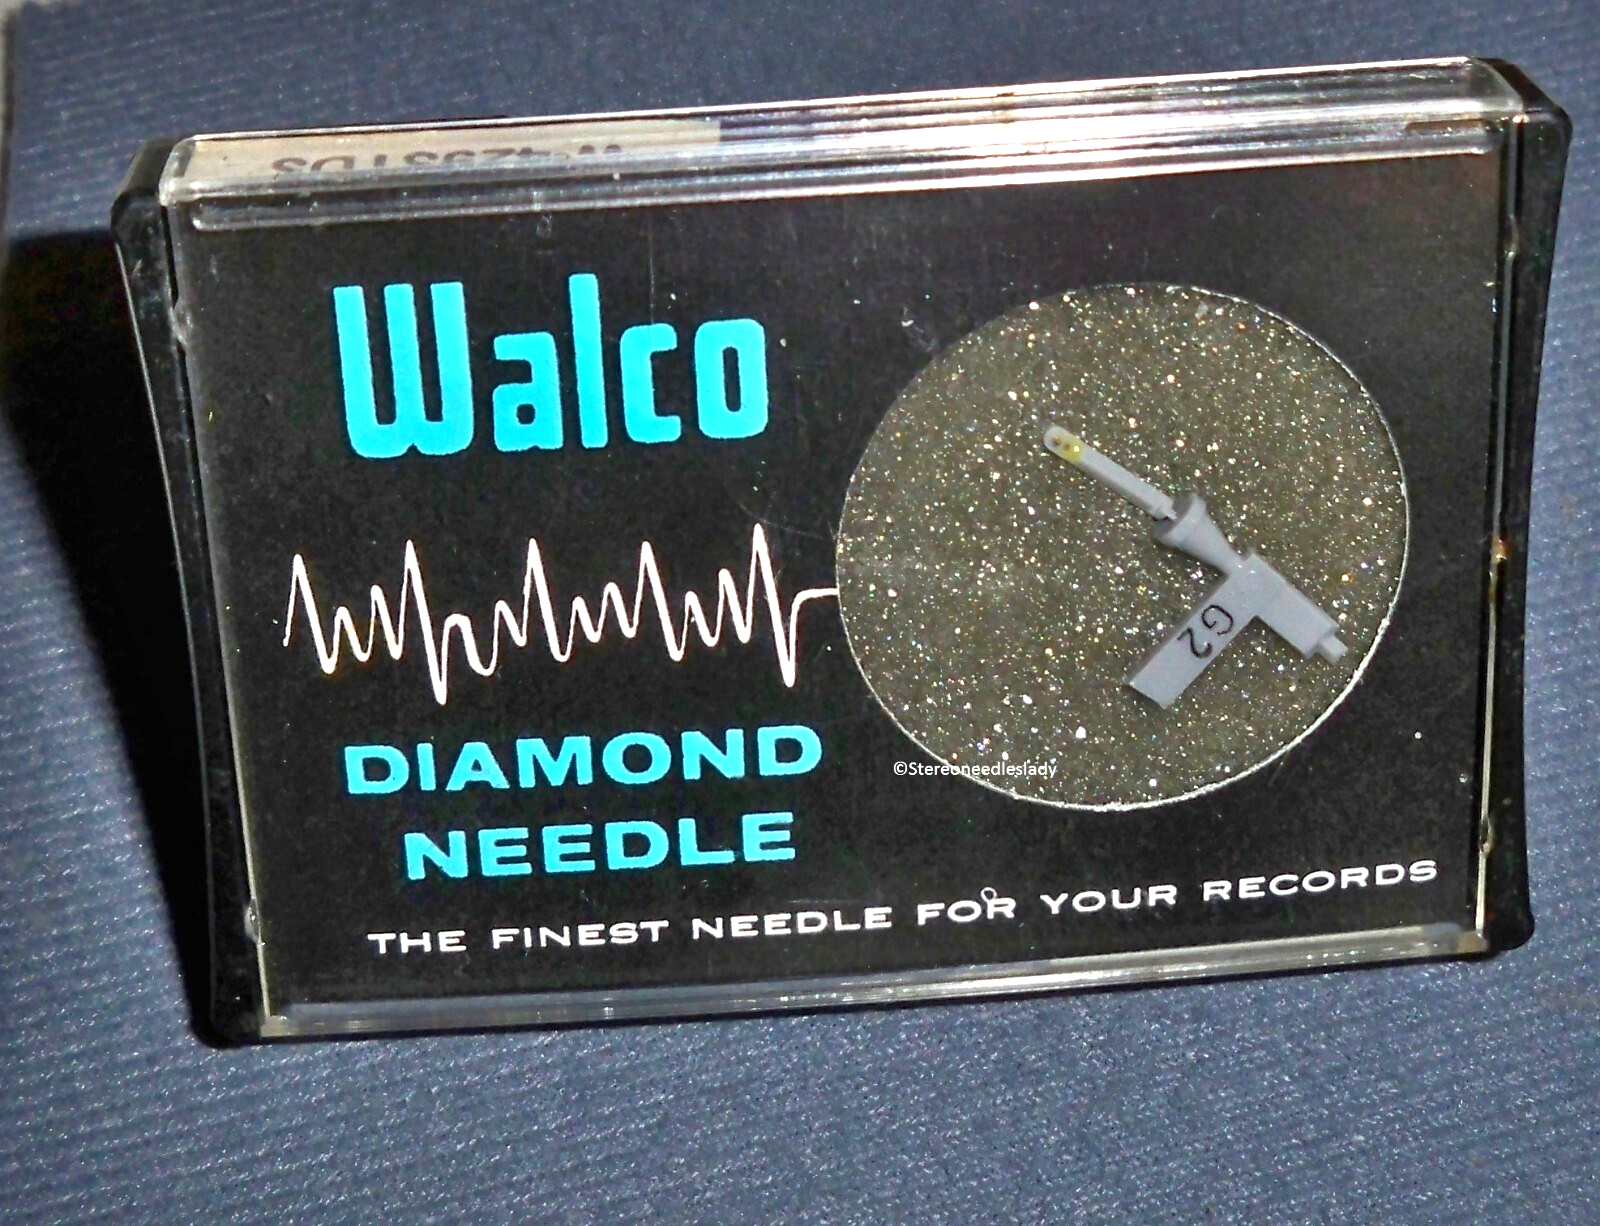 Walco
G2
DIAMOND
NEEDLE
©Stereoneedleslady
THE FINEST NEEDLE FOR YOUR RECORDS